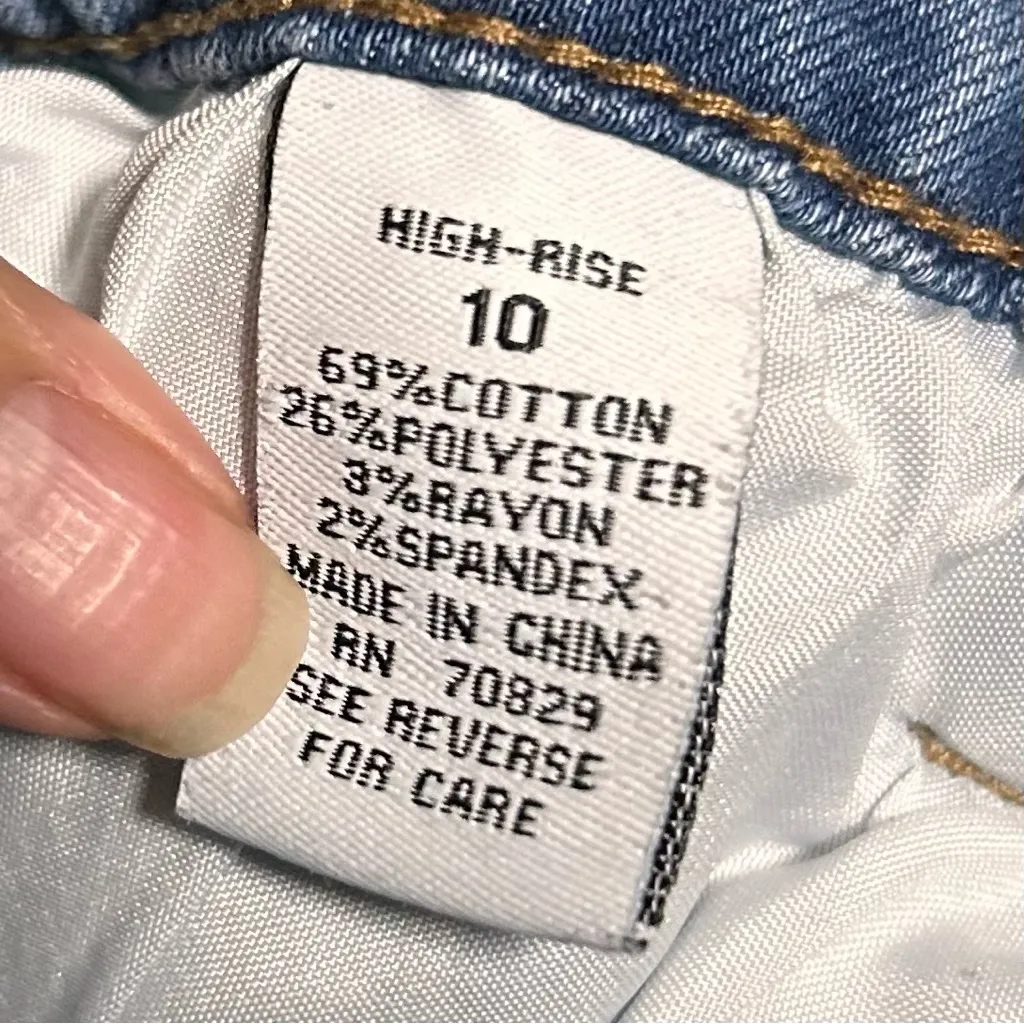 HIGH-RISE
10
69%COTTON
26%POLYESTER
3%RAYON
2%SPANDEX
MADE IN CHINA
RN 70829
SEE REVERSE
FOR CARE